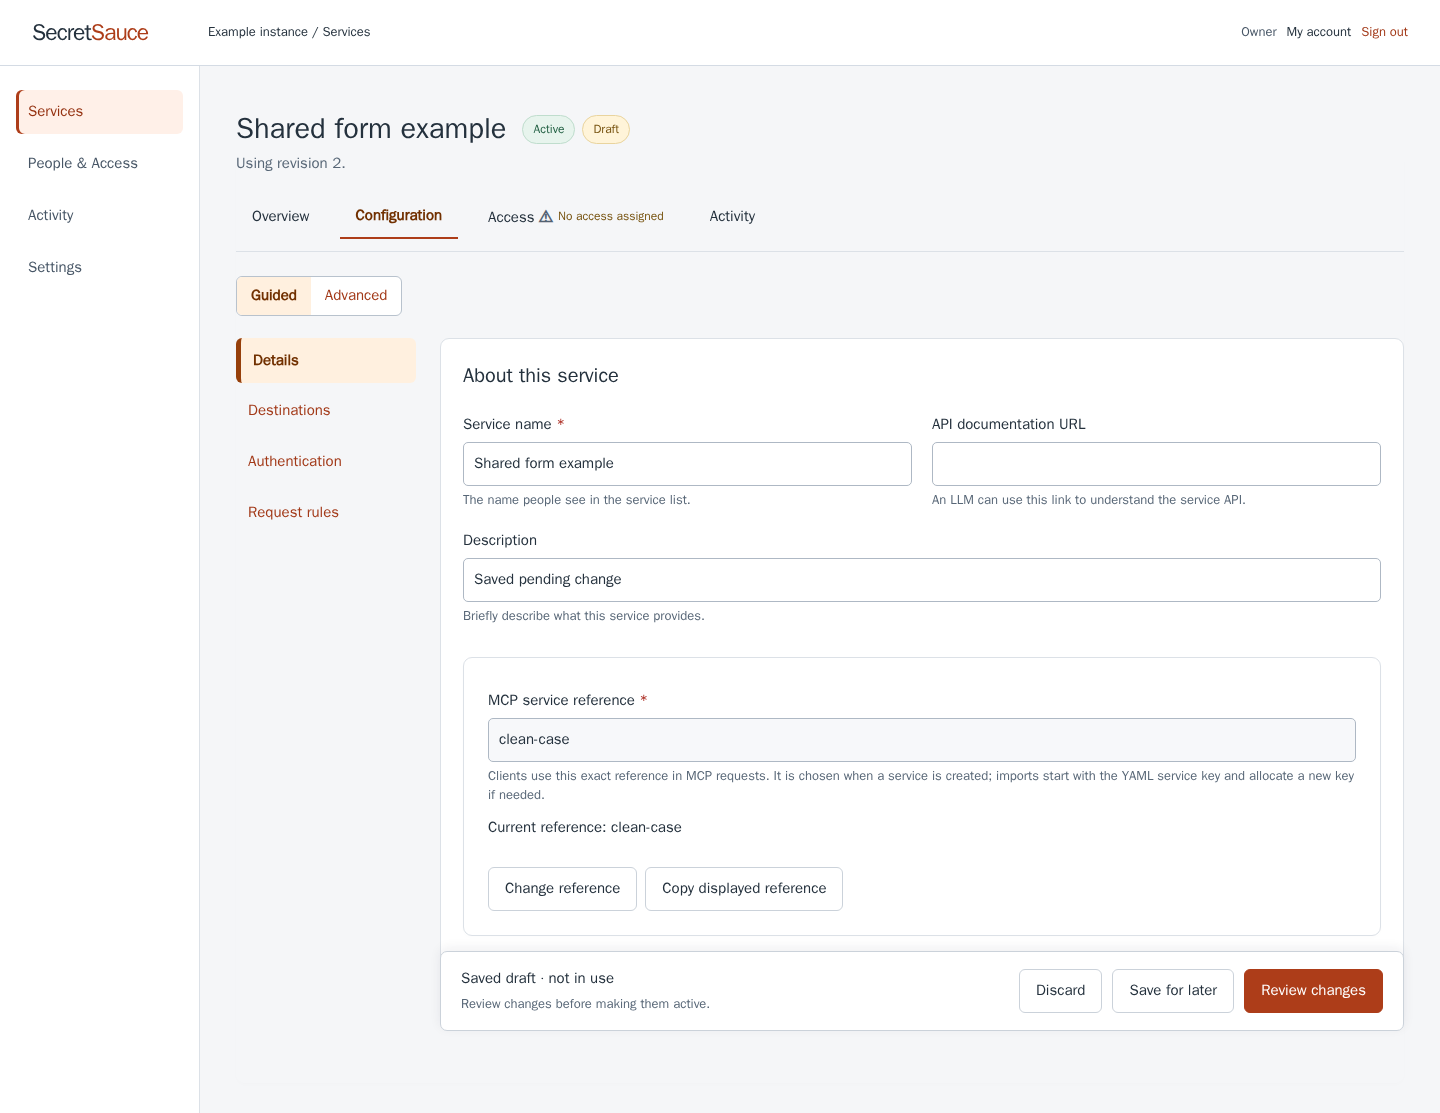 SecretSauce
Example instance / Services
Owner My account Sign out
Services
People & Access
Activity
Settings
Shared form example Active Draft
Using revision 2.
Overview Configuration Access No access assigned Activity
Guided Advanced
Details
Destinations
Authentication
Request rules
About this service
Service name * API documentation URL
Shared form example
The name people see in the service list. An LLM can use this link to understand the service API.
Description
Saved pending change
Briefly describe what this service provides.
MCP service reference *
clean-case
Clients use this exact reference in MCP requests. It is chosen when a service is created; imports start with the YAML service key and allocate a new key
if needed.
Current reference: clean-case
Change reference Copy displayed reference
Saved draft · not in use
Review changes before making them active.
Discard Save for later Review changes